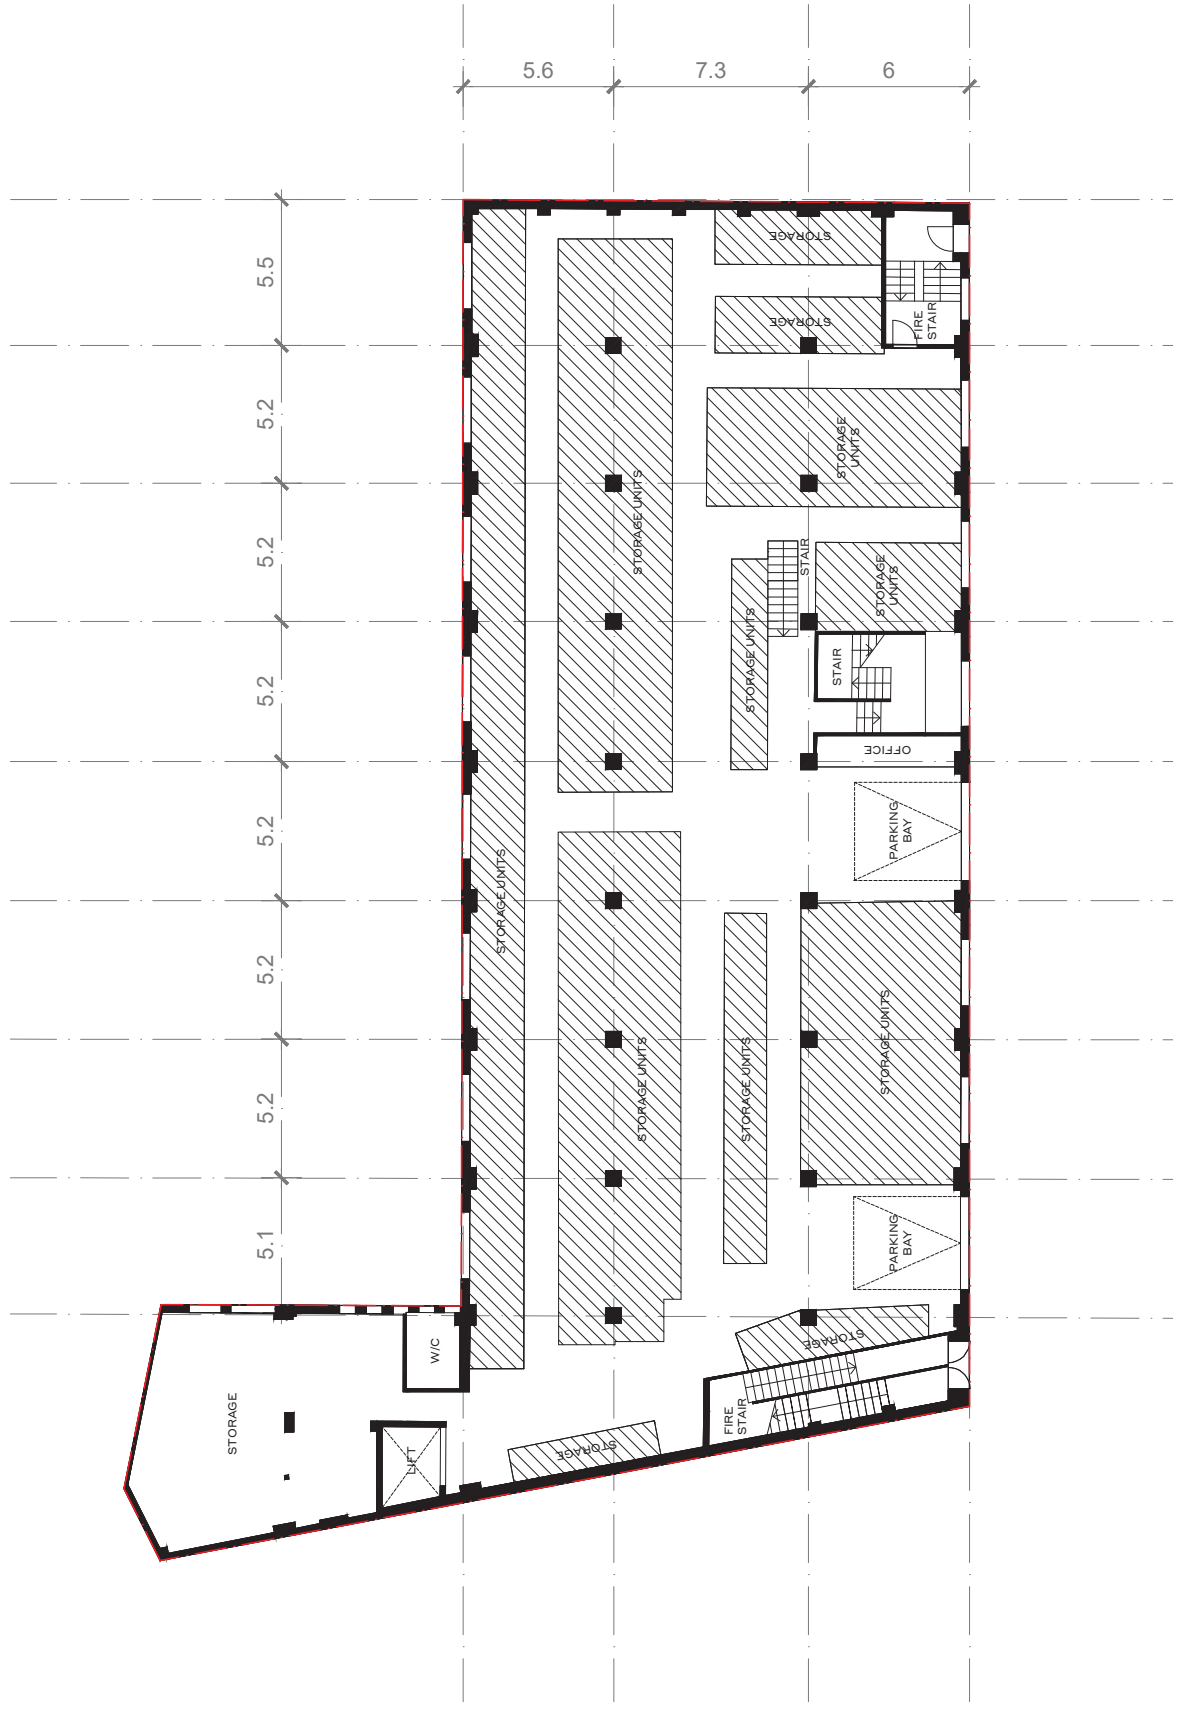 5.6
7.3
6
5.5
5.2
5.2
5.2
5.2
5.2
5.2
5.1
STORAGE
STORAGE
FIRE
STAIR
STORAGE
UNITS
STORAGE UNITS
STAIR
STORAGE
UNITS
STORAGE UNITS
STAIR
OFFICE
PARKING
BAY
STORAGE UNITS
STORAGE UNITS
STORAGE UNITS
STORAGE UNITS
PARKING
BAY
STORAGE
W/C
STORAGE
FIRE
STAIR
LIFT
STORAGE